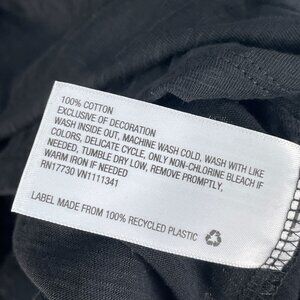 100% COTTON
EXCLUSIVE OF DECORATION
WASH INSIDE OUT, MACHINE WASH COLD, WASH WITH LIKE
COLORS, DELICATE CYCLE, ONLY NON-CHLORINE BLEACH IF
NEEDED, TUMBLE DRY LOW, REMOVE PROMPTLY,
WARM IRON IF NEEDED
RN17730 VN1111341
LABEL MADE FROM 100% RECYCLED PLASTIC